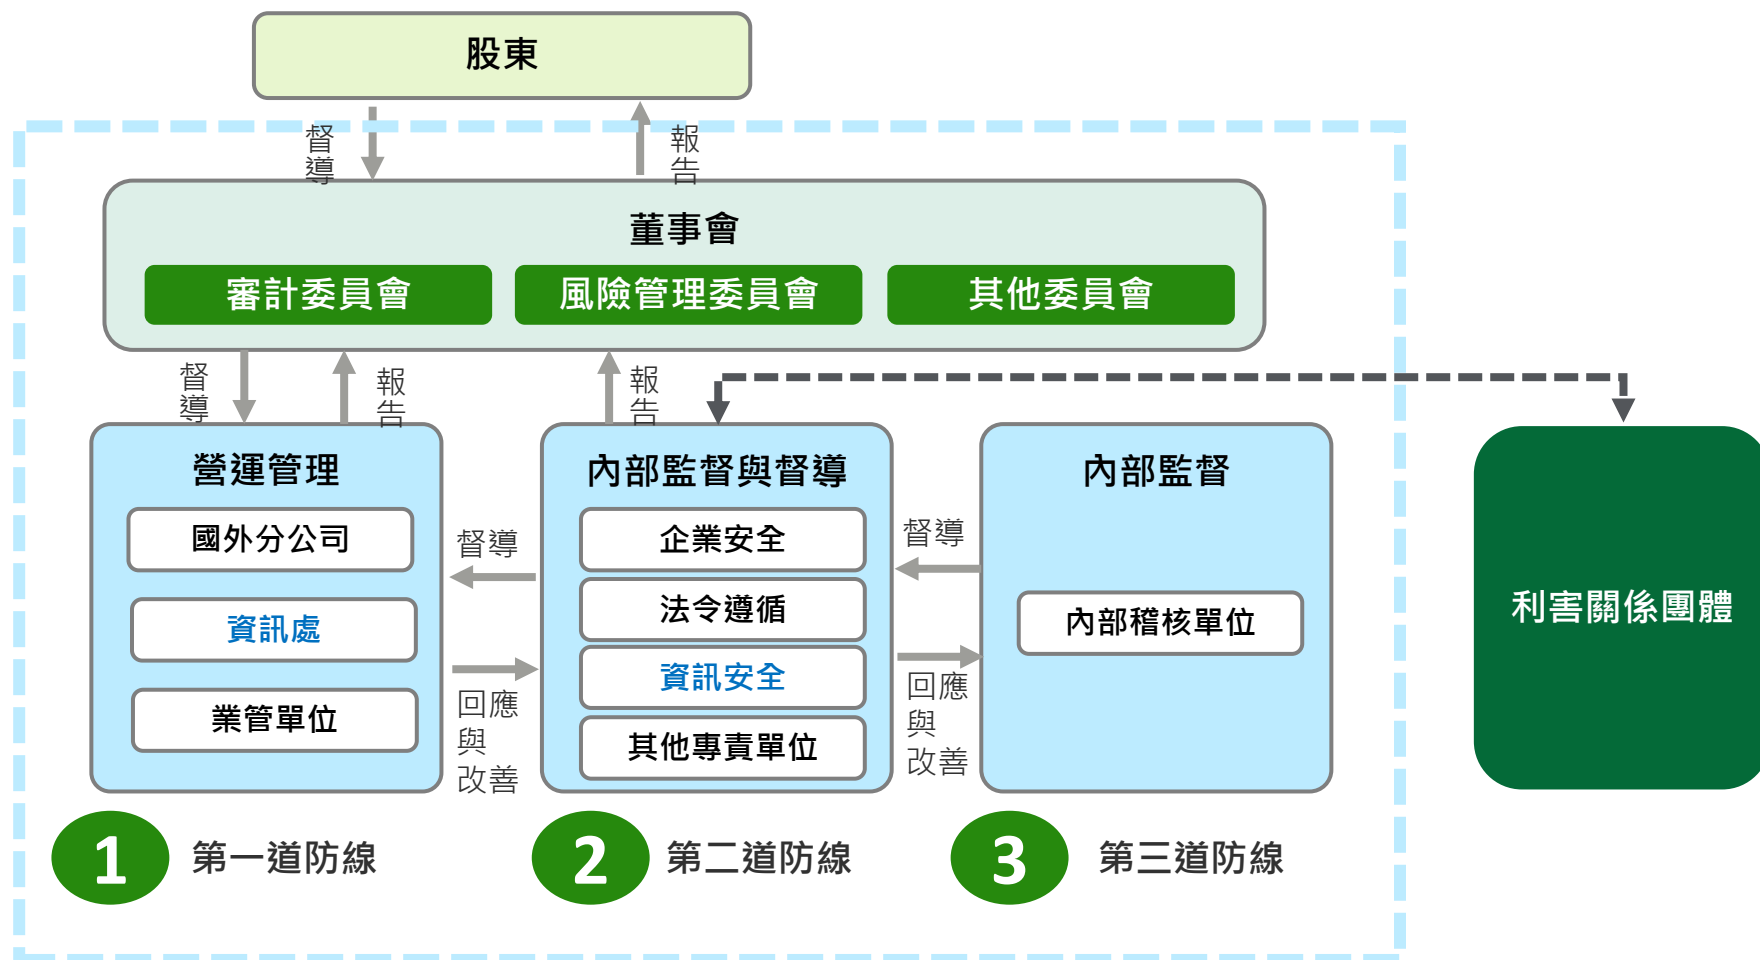 股東
督導
報告
董事會
審計委員會
風險管理委員會
其他委員會
督導
報告
報告
營運管理
國外分公司
資訊處
業管單位
督導
回應
與
改善
內部監督與督導
企業安全
法令遵循
資訊安全
其他專責單位
督導
回應
與
改善
內部監督
內部稽核單位
利害關係團體
1
第一道防線
2
第二道防線
3
第三道防線